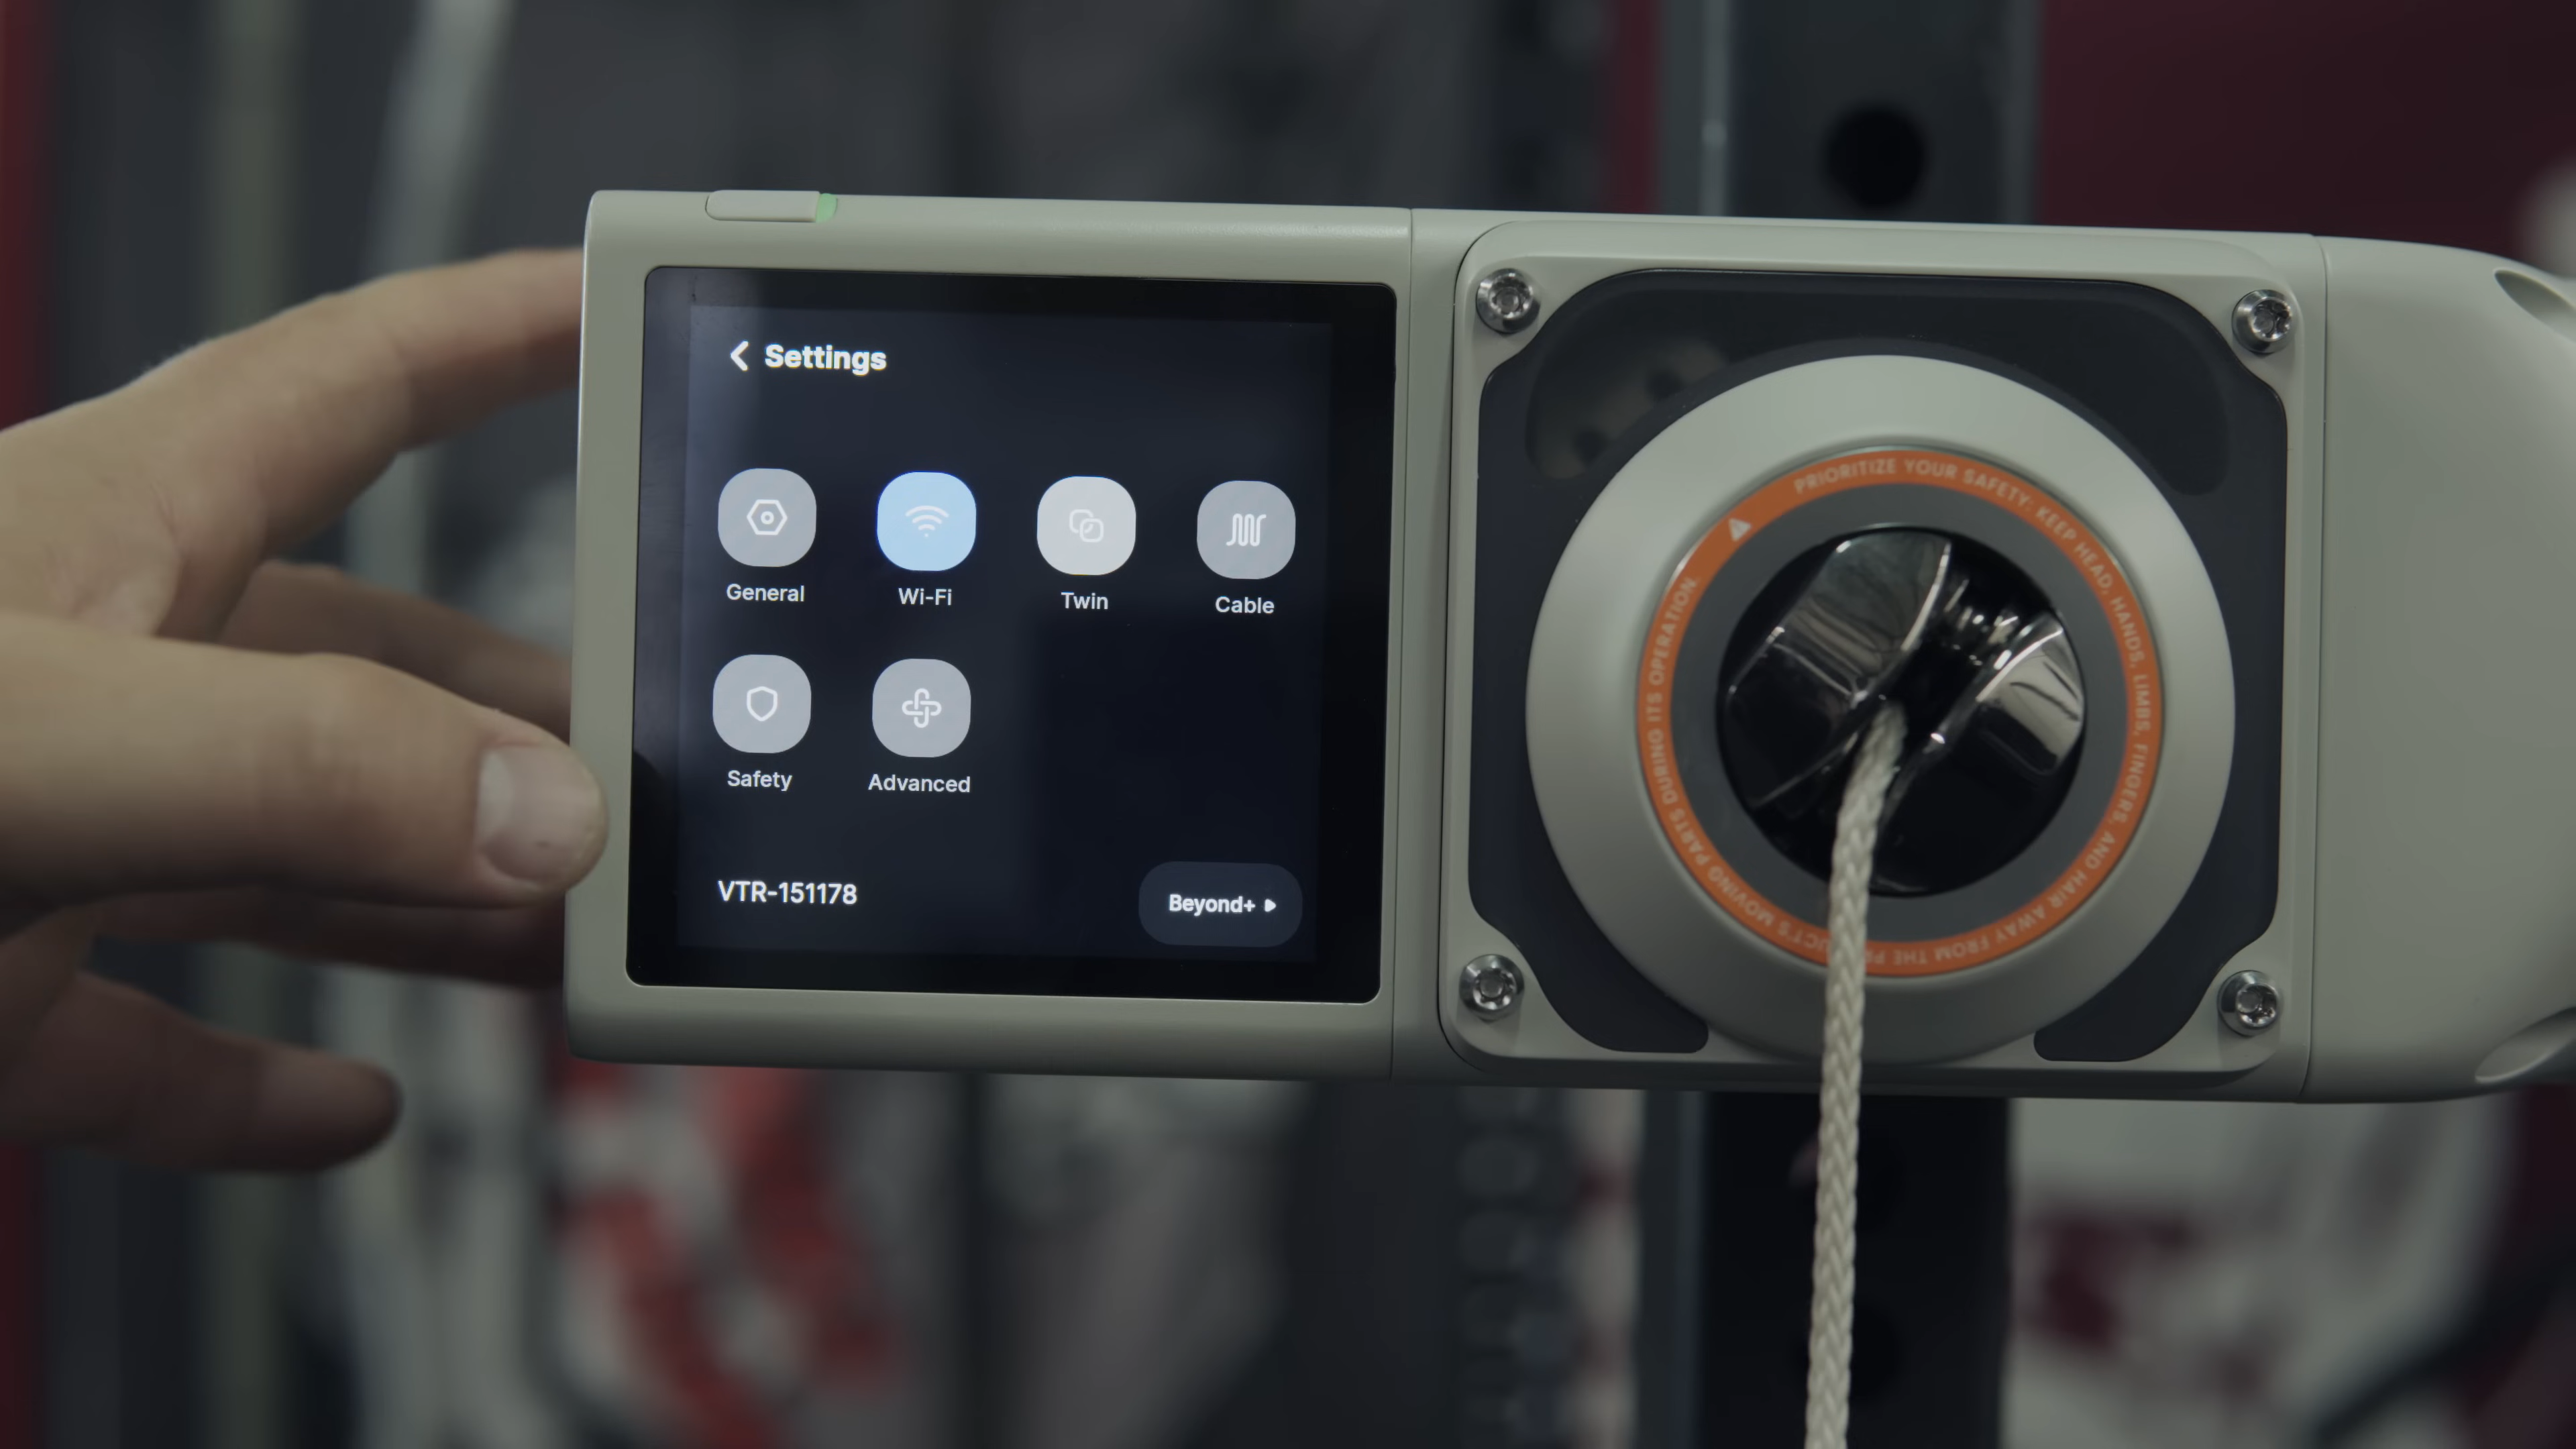 Settings
General
Wi-Fi
Twin
Cable
Safety
Advanced
VTR-151178
Beyond+
PRIORITIZE YOUR SAFETY: KEEP HEAD, HANDS, LIMBS, FINGERS, AND HAIR AWAY FROM THE PRODUCT'S MOVING PARTS DURING ITS OPERATION.